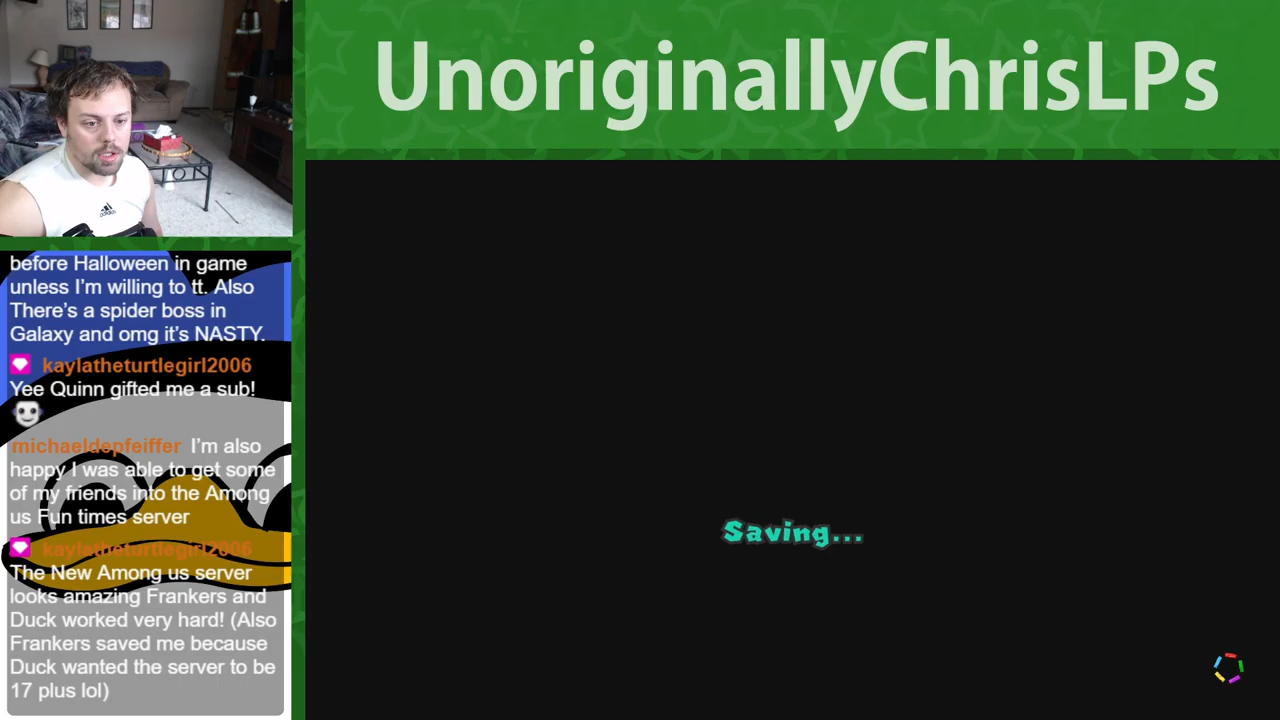 UnoriginallyChrisLPs
before Halloween in game
unless I'm willing to tt. Also
There's a spider boss in
Galaxy and omg it's NASTY.
kaylatheturtlegirl2006
Yee Quinn gifted me a sub!
michaeldepfeiffer I'm also
happy I was able to get some
of my friends into the Among
us Fun times server
kaylatheturtlegirl2006
The New Among us server
looks amazing Frankers and
Duck worked very hard! (Also
Frankers saved me because
Duck wanted the server to be
17 plus lol)
Saving...
adidas